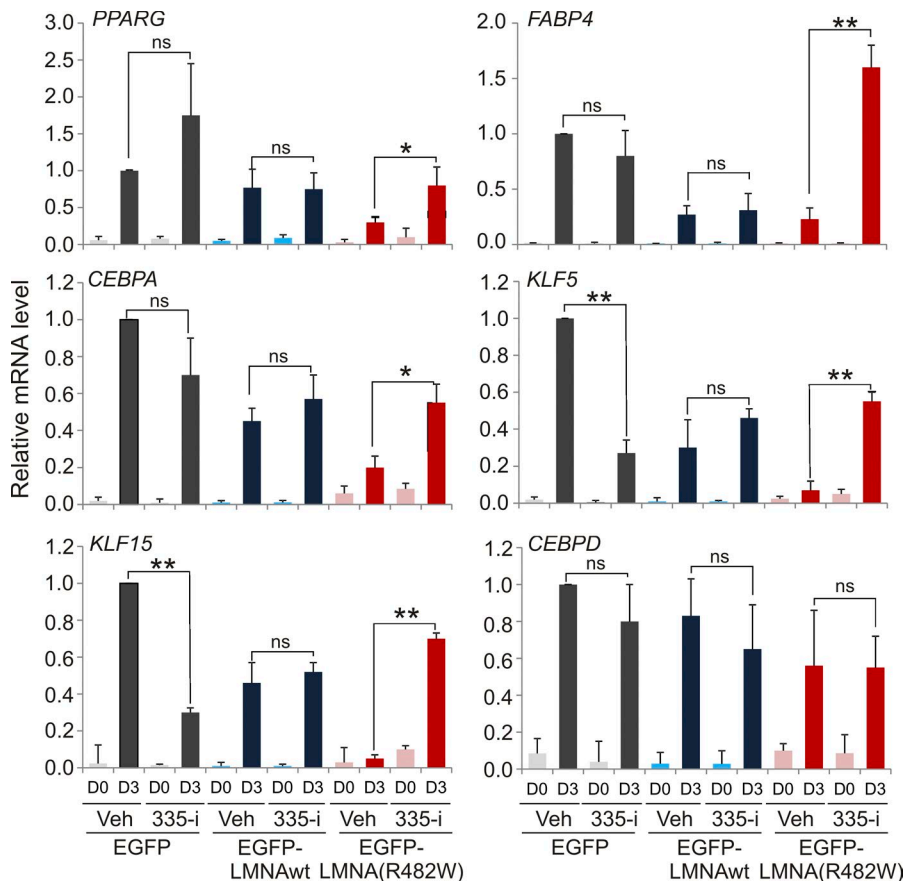 Relative mRNA level
PPARG
3.0
2.5
2.0
1.5
1.0
0.5
0.0
ns
ns
*
FABP4
2.0
1.5
1.0
0.5
0.0
ns
ns
**
CEBPA
1.2
1.0
0.8
0.6
0.4
0.2
0.0
ns
ns
*
KLF5
1.2
1.0
0.8
0.6
0.4
0.2
0.0
**
ns
**
KLF15
1.2
1.0
0.8
0.6
0.4
0.2
0.0
**
ns
**
CEBPD
1.2
1.0
0.8
0.6
0.4
0.2
0.0
ns
ns
ns
D0 D3 D0 D3 D0 D3 D0 D3 D0 D3 D0 D3
Veh 335-i Veh 335-i Veh 335-i
EGFP EGFP-LMNAwt EGFP-LMNA(R482W)
D0 D3 D0 D3 D0 D3 D0 D3 D0 D3 D0 D3
Veh 335-i Veh 335-i Veh 335-i
EGFP EGFP-LMNAwt EGFP-LMNA(R482W)